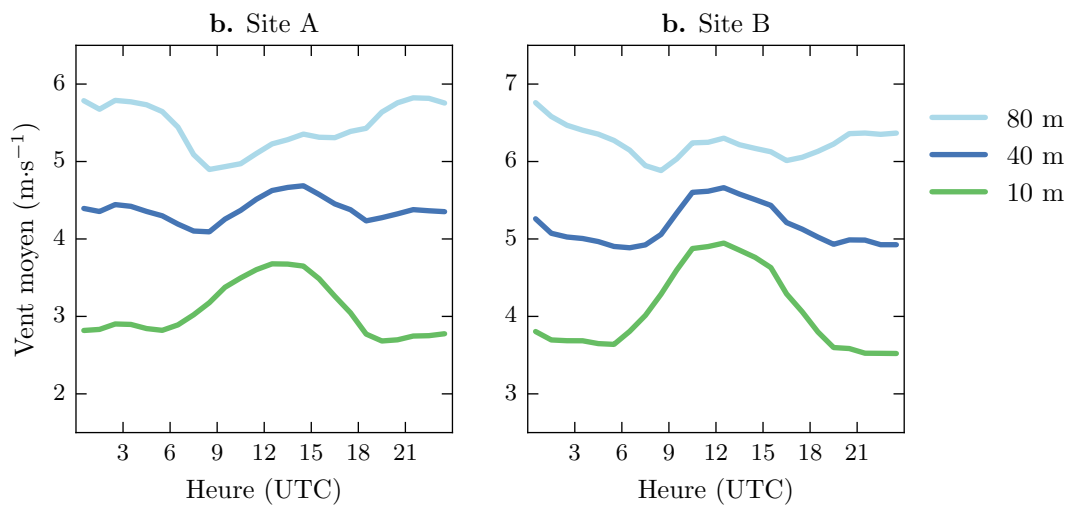 b. Site A
b. Site B
Vent moyen (m·s⁻¹)
6
5
4
3
2
3 6 9 12 15 18 21
Heure (UTC)
7
6
5
4
3
3 6 9 12 15 18 21
Heure (UTC)
80 m
40 m
10 m